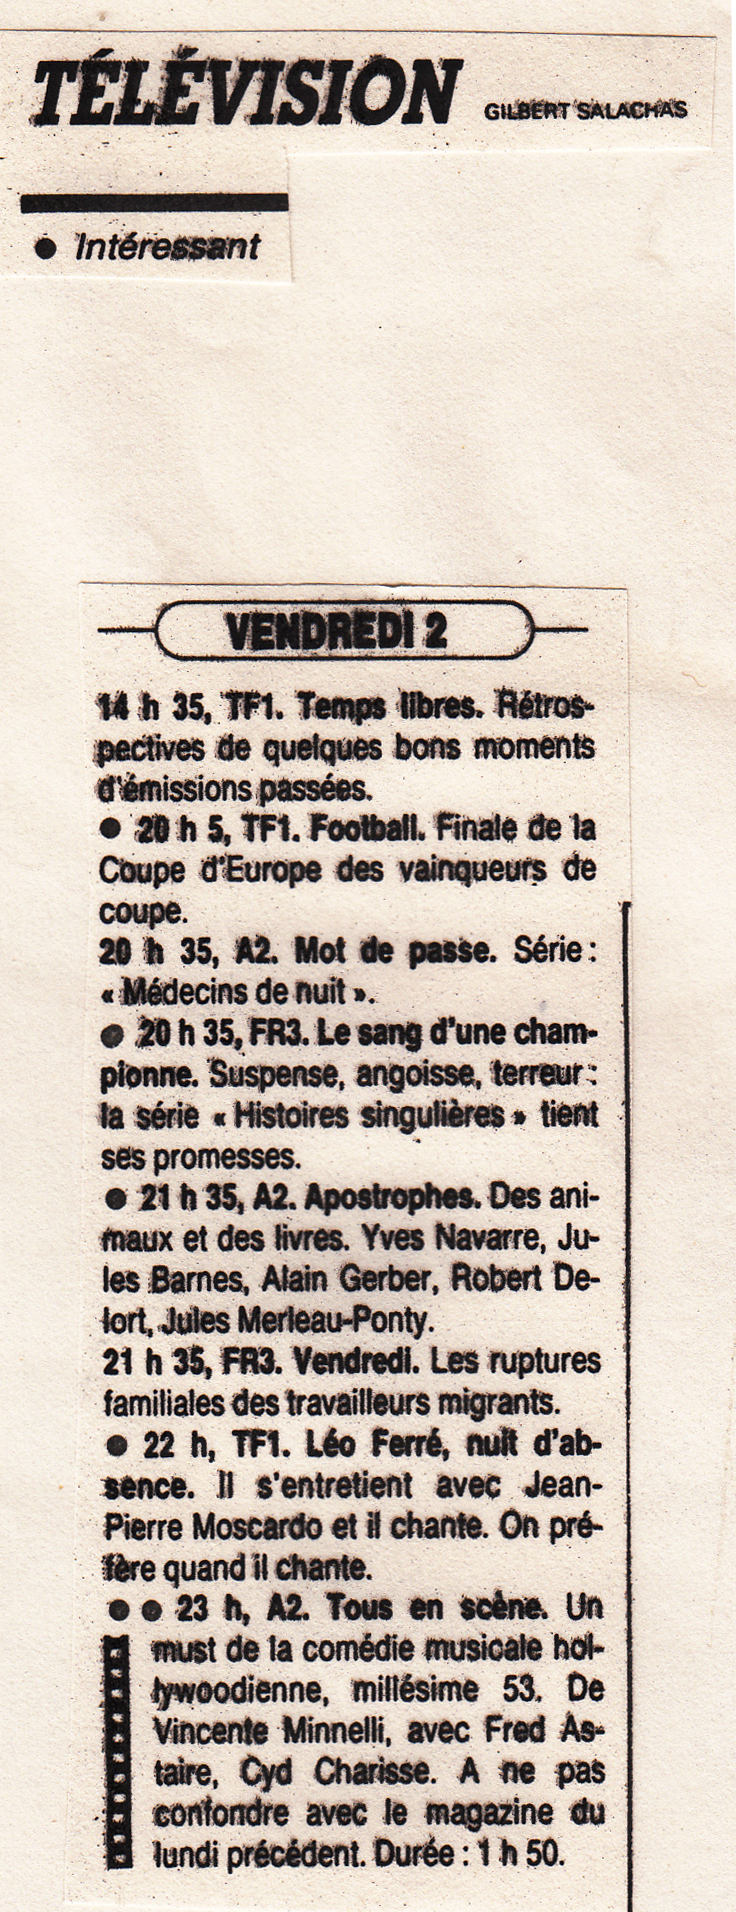 TÉLÉVISION GILBERT SALACHAS
● Intéressant
VENDREDI 2
14 h 35, TF1. Temps libres. Rétros-
pectives de quelques bons moments
d'émissions passées.
● 20 h 5, TF1. Football. Finale de la
Coupe d'Europe des vainqueurs de
coupe.
20 h 35, A2. Mot de passe. Série :
« Médecins de nuit ».
● 20 h 35, FR3. Le sang d'une cham-
pionne. Suspense, angoisse, terreur :
la série « Histoires singulières » tient
ses promesses.
● 21 h 35, A2. Apostrophes. Des ani-
maux et des livres. Yves Navarre, Ju-
les Barnes, Alain Gerber, Robert De-
lort, Jules Merleau-Ponty.
21 h 35, FR3. Vendredi. Les ruptures
familiales des travailleurs migrants.
● 22 h, TF1. Léo Ferré, nuit d'ab-
sence. Il s'entretient avec Jean-
Pierre Moscardo et il chante. On pré-
fère quand il chante.
● ● 23 h, A2. Tous en scène. Un
must de la comédie musicale hol-
lywoodienne, millésime 53. De
Vincente Minnelli, avec Fred As-
taire, Cyd Charisse. A ne pas
confondre avec le magazine du
lundi précédent. Durée : 1 h 50.